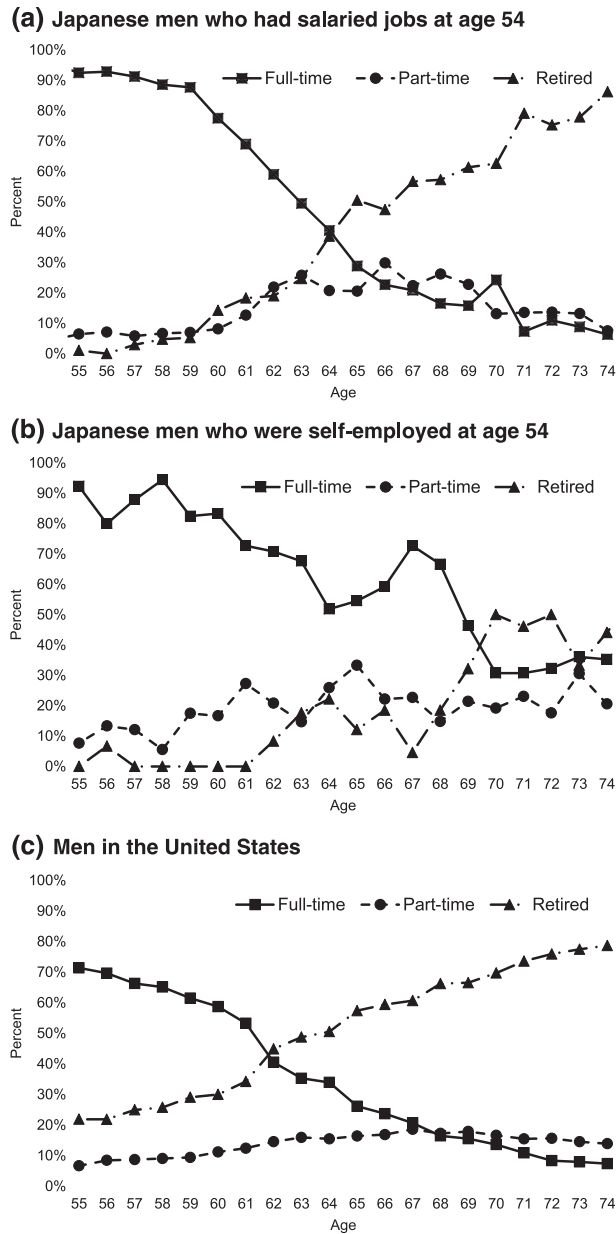 (a) Japanese men who had salaried jobs at age 54
100%
90%
80%
70%
60%
50%
40%
30%
20%
10%
0%
Full-time Part-time Retired
Percent
55 56 57 58 59 60 61 62 63 64 65 66 67 68 69 70 71 72 73 74
Age
(b) Japanese men who were self-employed at age 54
100%
90%
80%
70%
60%
50%
40%
30%
20%
10%
0%
Full-time Part-time Retired
Percent
55 56 57 58 59 60 61 62 63 64 65 66 67 68 69 70 71 72 73 74
Age
(c) Men in the United States
100%
90%
80%
70%
60%
50%
40%
30%
20%
10%
0%
Full-time Part-time Retired
Percent
55 56 57 58 59 60 61 62 63 64 65 66 67 68 69 70 71 72 73 74
Age